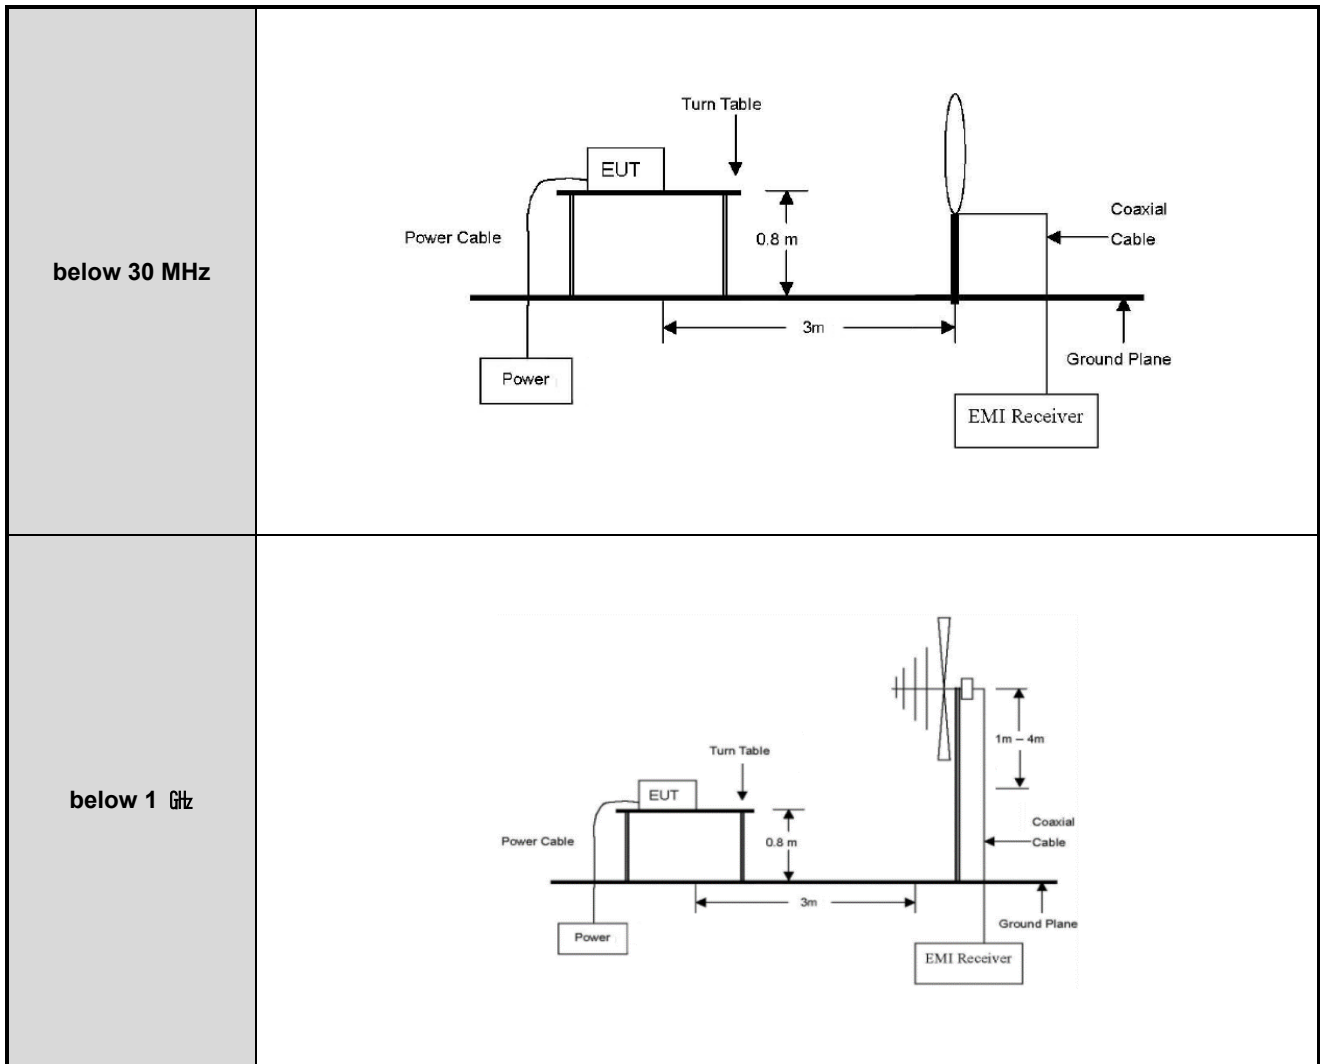 below 30 MHz
Turn Table
EUT
Power Cable
0.8 m
Coaxial
Cable
3m
Ground Plane
Power
EMI Receiver
below 1 ㎓
Turn Table
EUT
1m – 4m
Power Cable
0.8 m
Coaxial
Cable
3m
Ground Plane
Power
EMI Receiver